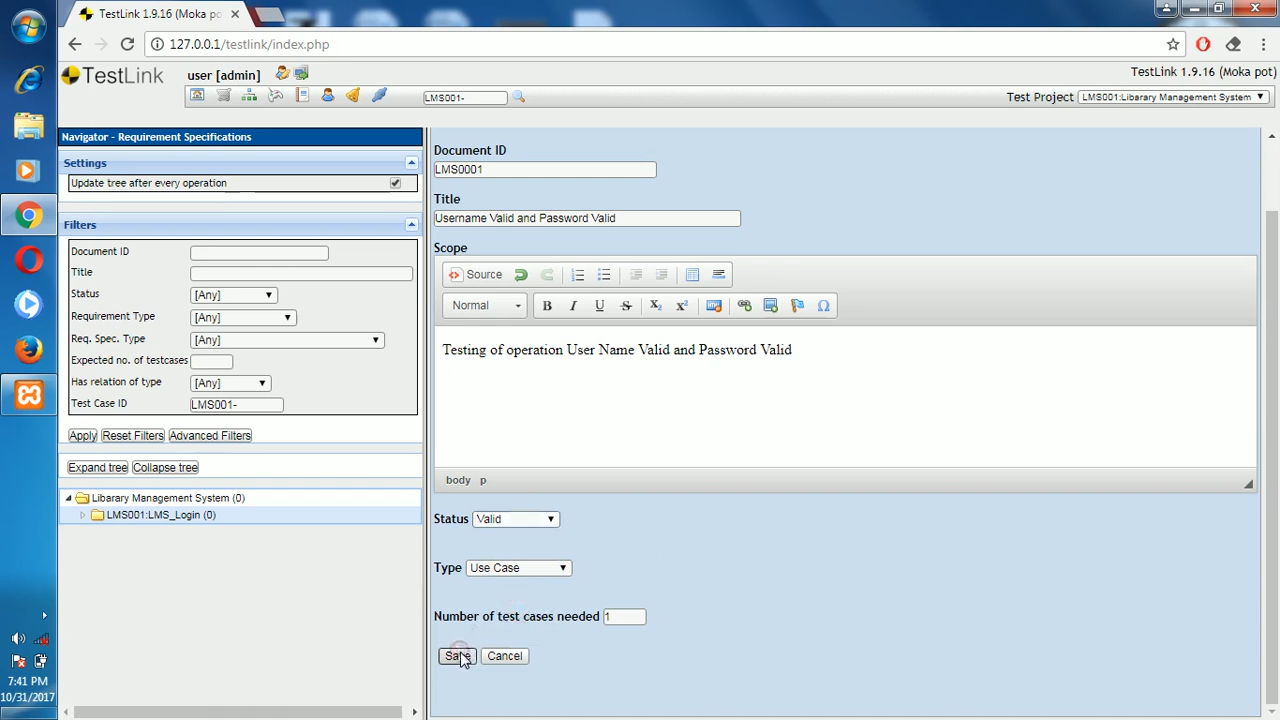 TestLink 1.9.16 (Moka po
127.0.0.1/testlink/index.php
TestLink
user [admin]
TestLink 1.9.16 (Moka pot)
LMS001-
Test Project
LMS001:Libarary Management System
Navigator - Requirement Specifications
Settings
Update tree after every operation
Filters
Document ID
Title
Status [Any]
Requirement Type [Any]
Req. Spec. Type [Any]
Expected no. of testcases
Has relation of type [Any]
Test Case ID LMS001-
Apply Reset Filters Advanced Filters
Expand tree Collapse tree
Libarary Management System (0)
LMS001:LMS_Login (0)
Document ID
LMS0001
Title
Username Valid and Password Valid
Scope
Source
Normal B I U S X₂ X² Ω
Testing of operation User Name Valid and Password Valid
body p
Status Valid
Type Use Case
Number of test cases needed 1
Save Cancel
7:41 PM
10/31/2017